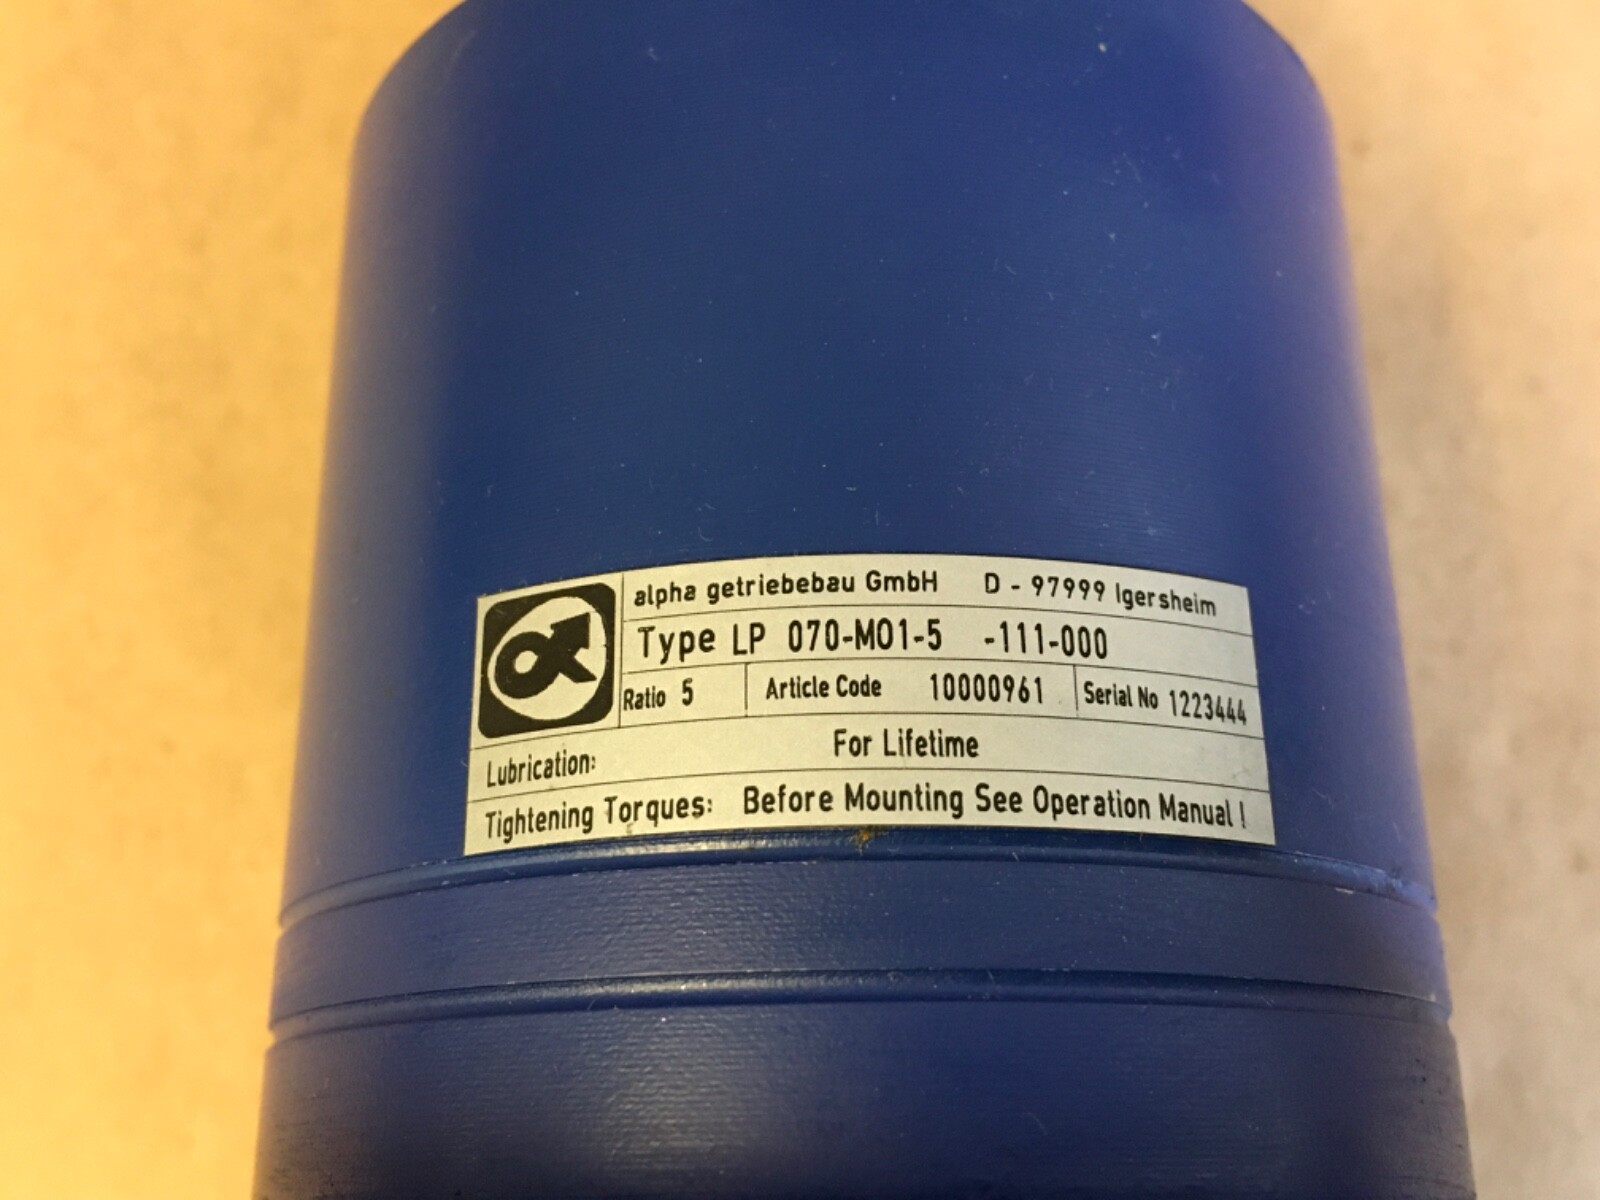 alpha getriebebau GmbH D - 97999 Igersheim
Type LP 070-MO1-5 -111-000
Ratio 5 Article Code 10000961 Serial No 1223444
Lubrication: For Lifetime
Tightening Torques: Before Mounting See Operation Manual !